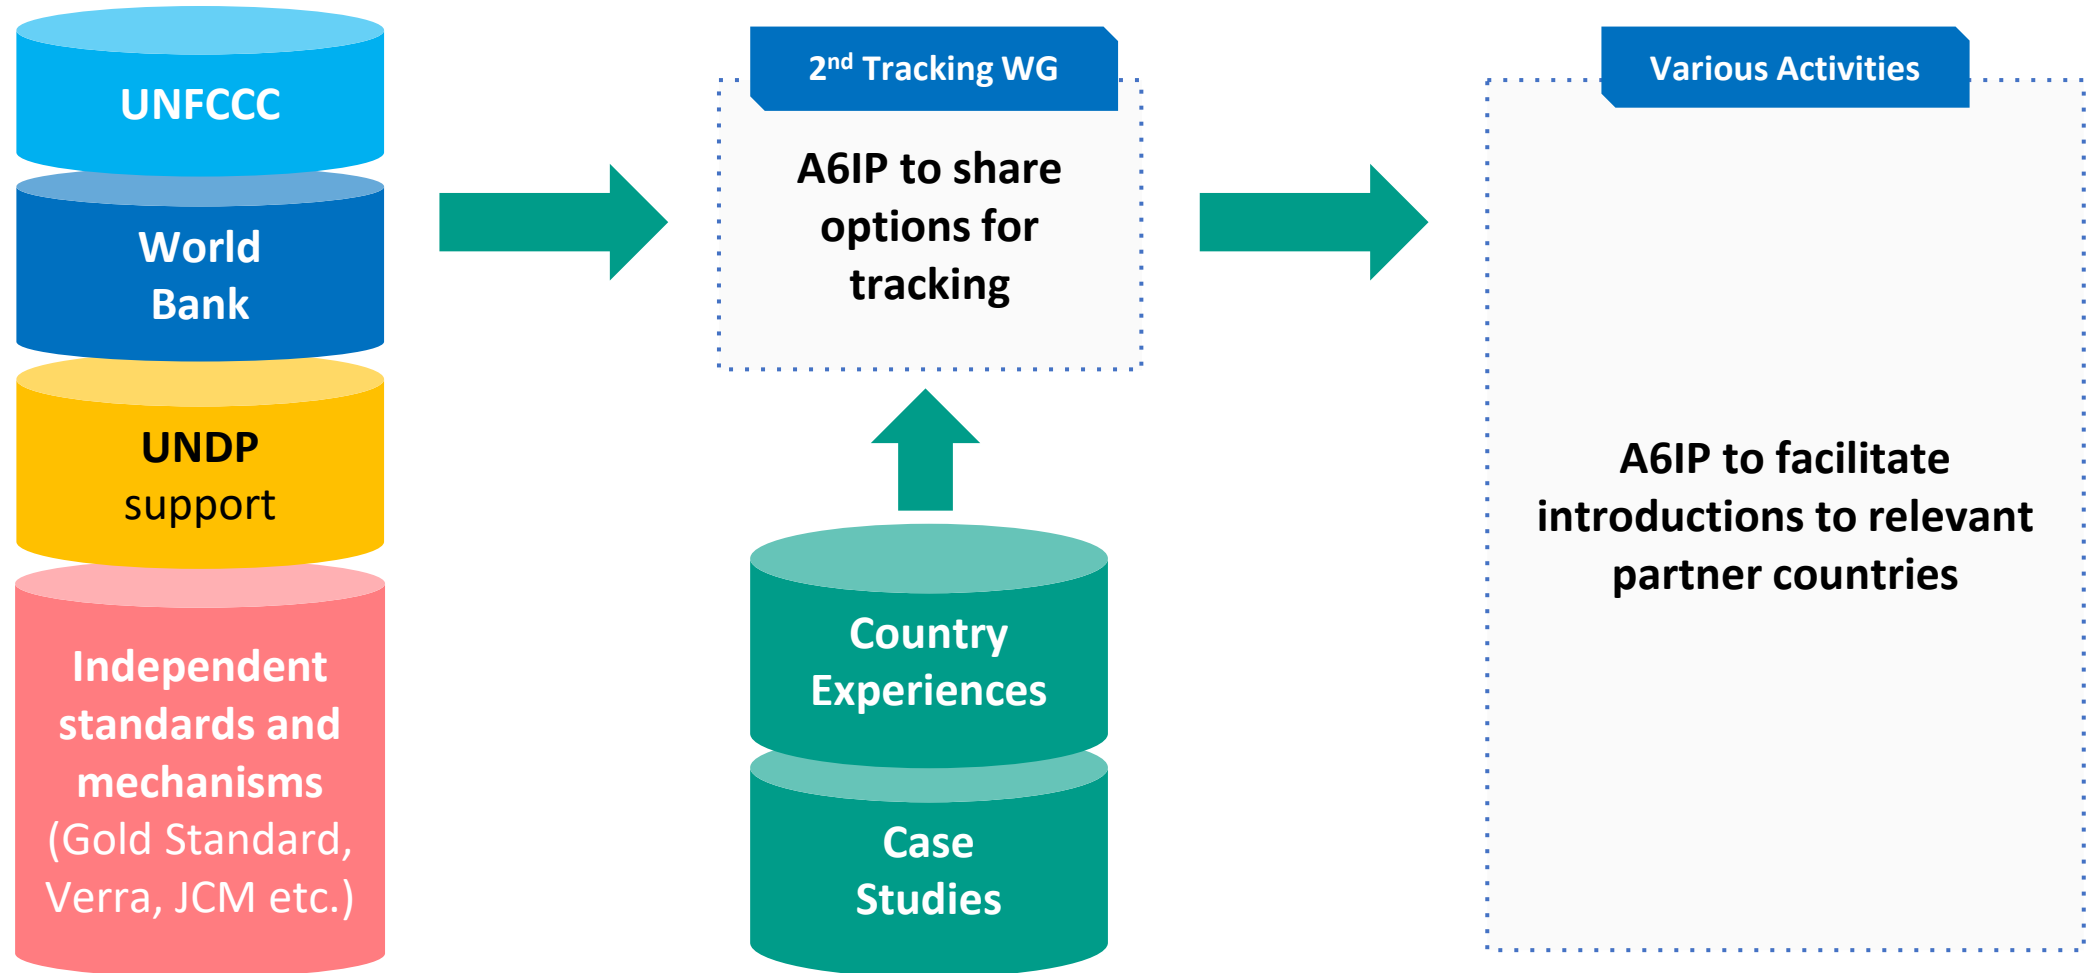 UNFCCC
World
Bank
UNDP
support
Independent
standards and
mechanisms
(Gold Standard,
Verra, JCM etc.)
2nd Tracking WG
A6IP to share
options for
tracking
Country
Experiences
Case
Studies
Various Activities
A6IP to facilitate
introductions to relevant
partner countries